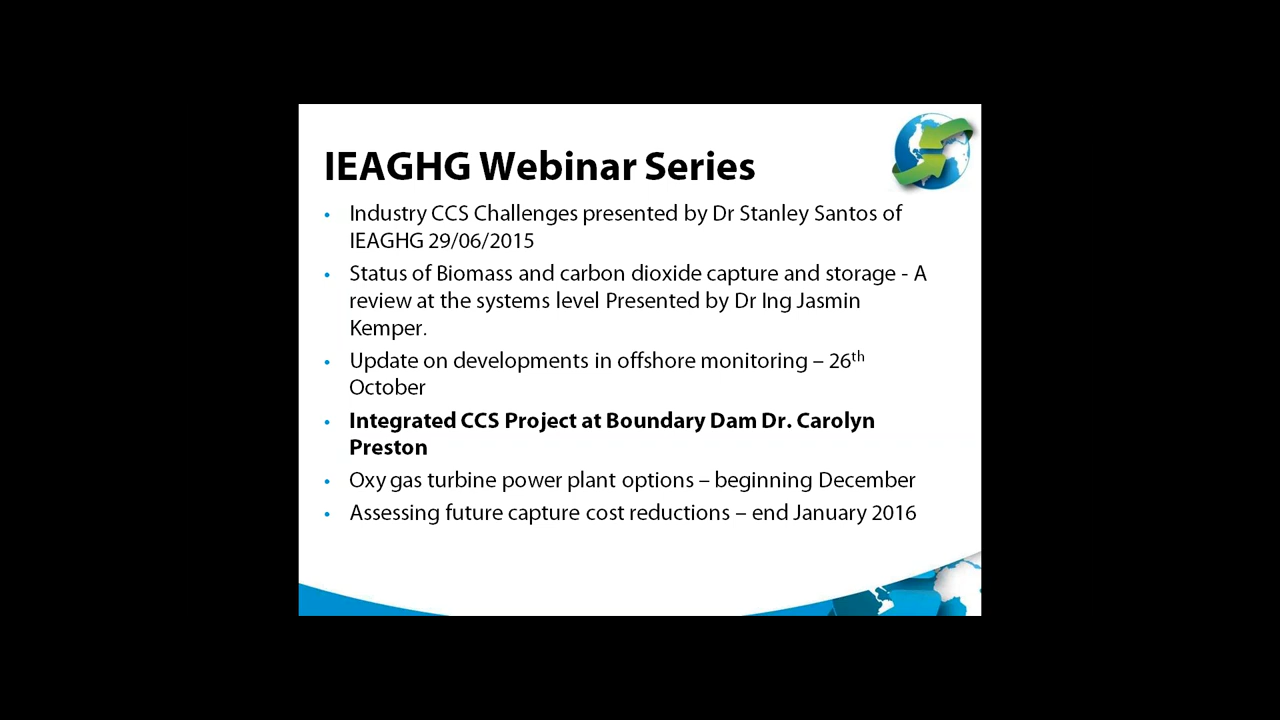 IEAGHG Webinar Series
• Industry CCS Challenges presented by Dr Stanley Santos of
IEAGHG 29/06/2015
• Status of Biomass and carbon dioxide capture and storage - A
review at the systems level Presented by Dr Ing Jasmin
Kemper.
• Update on developments in offshore monitoring – 26th
October
• Integrated CCS Project at Boundary Dam Dr. Carolyn
Preston
• Oxy gas turbine power plant options – beginning December
• Assessing future capture cost reductions – end January 2016